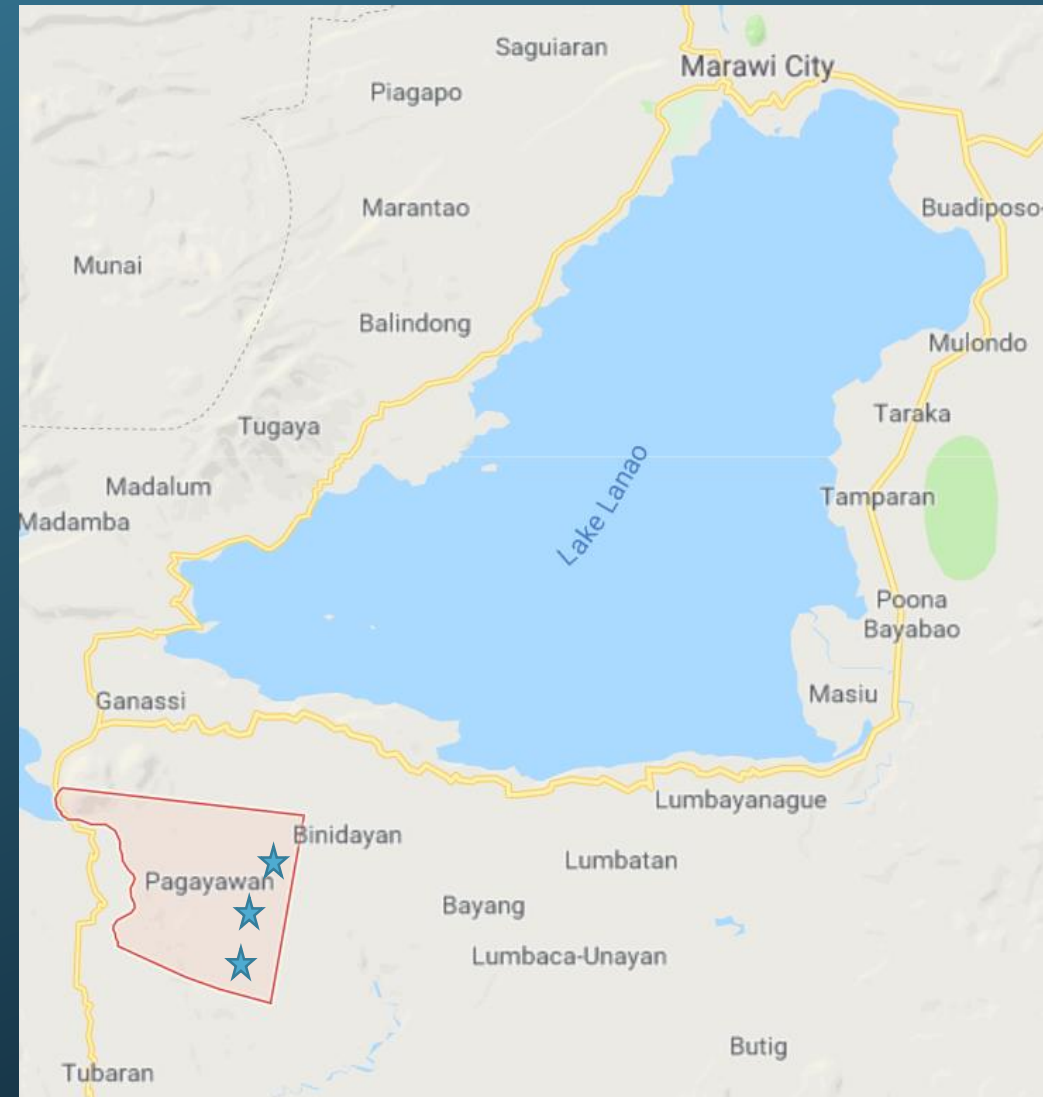 Saguiaran
Marawi City
Piagapo
Marantao
Buadiposo-
Munai
Balindong
Mulondo
Taraka
Tugaya
Madalum
Tamparan
Madamba
Lake Lanao
Poona
Bayabao
Masiu
Ganassi
Lumbayanague
Binidayan
Lumbatan
Pagayawan
Bayang
Lumbaca-Unayan
Butig
Tubaran